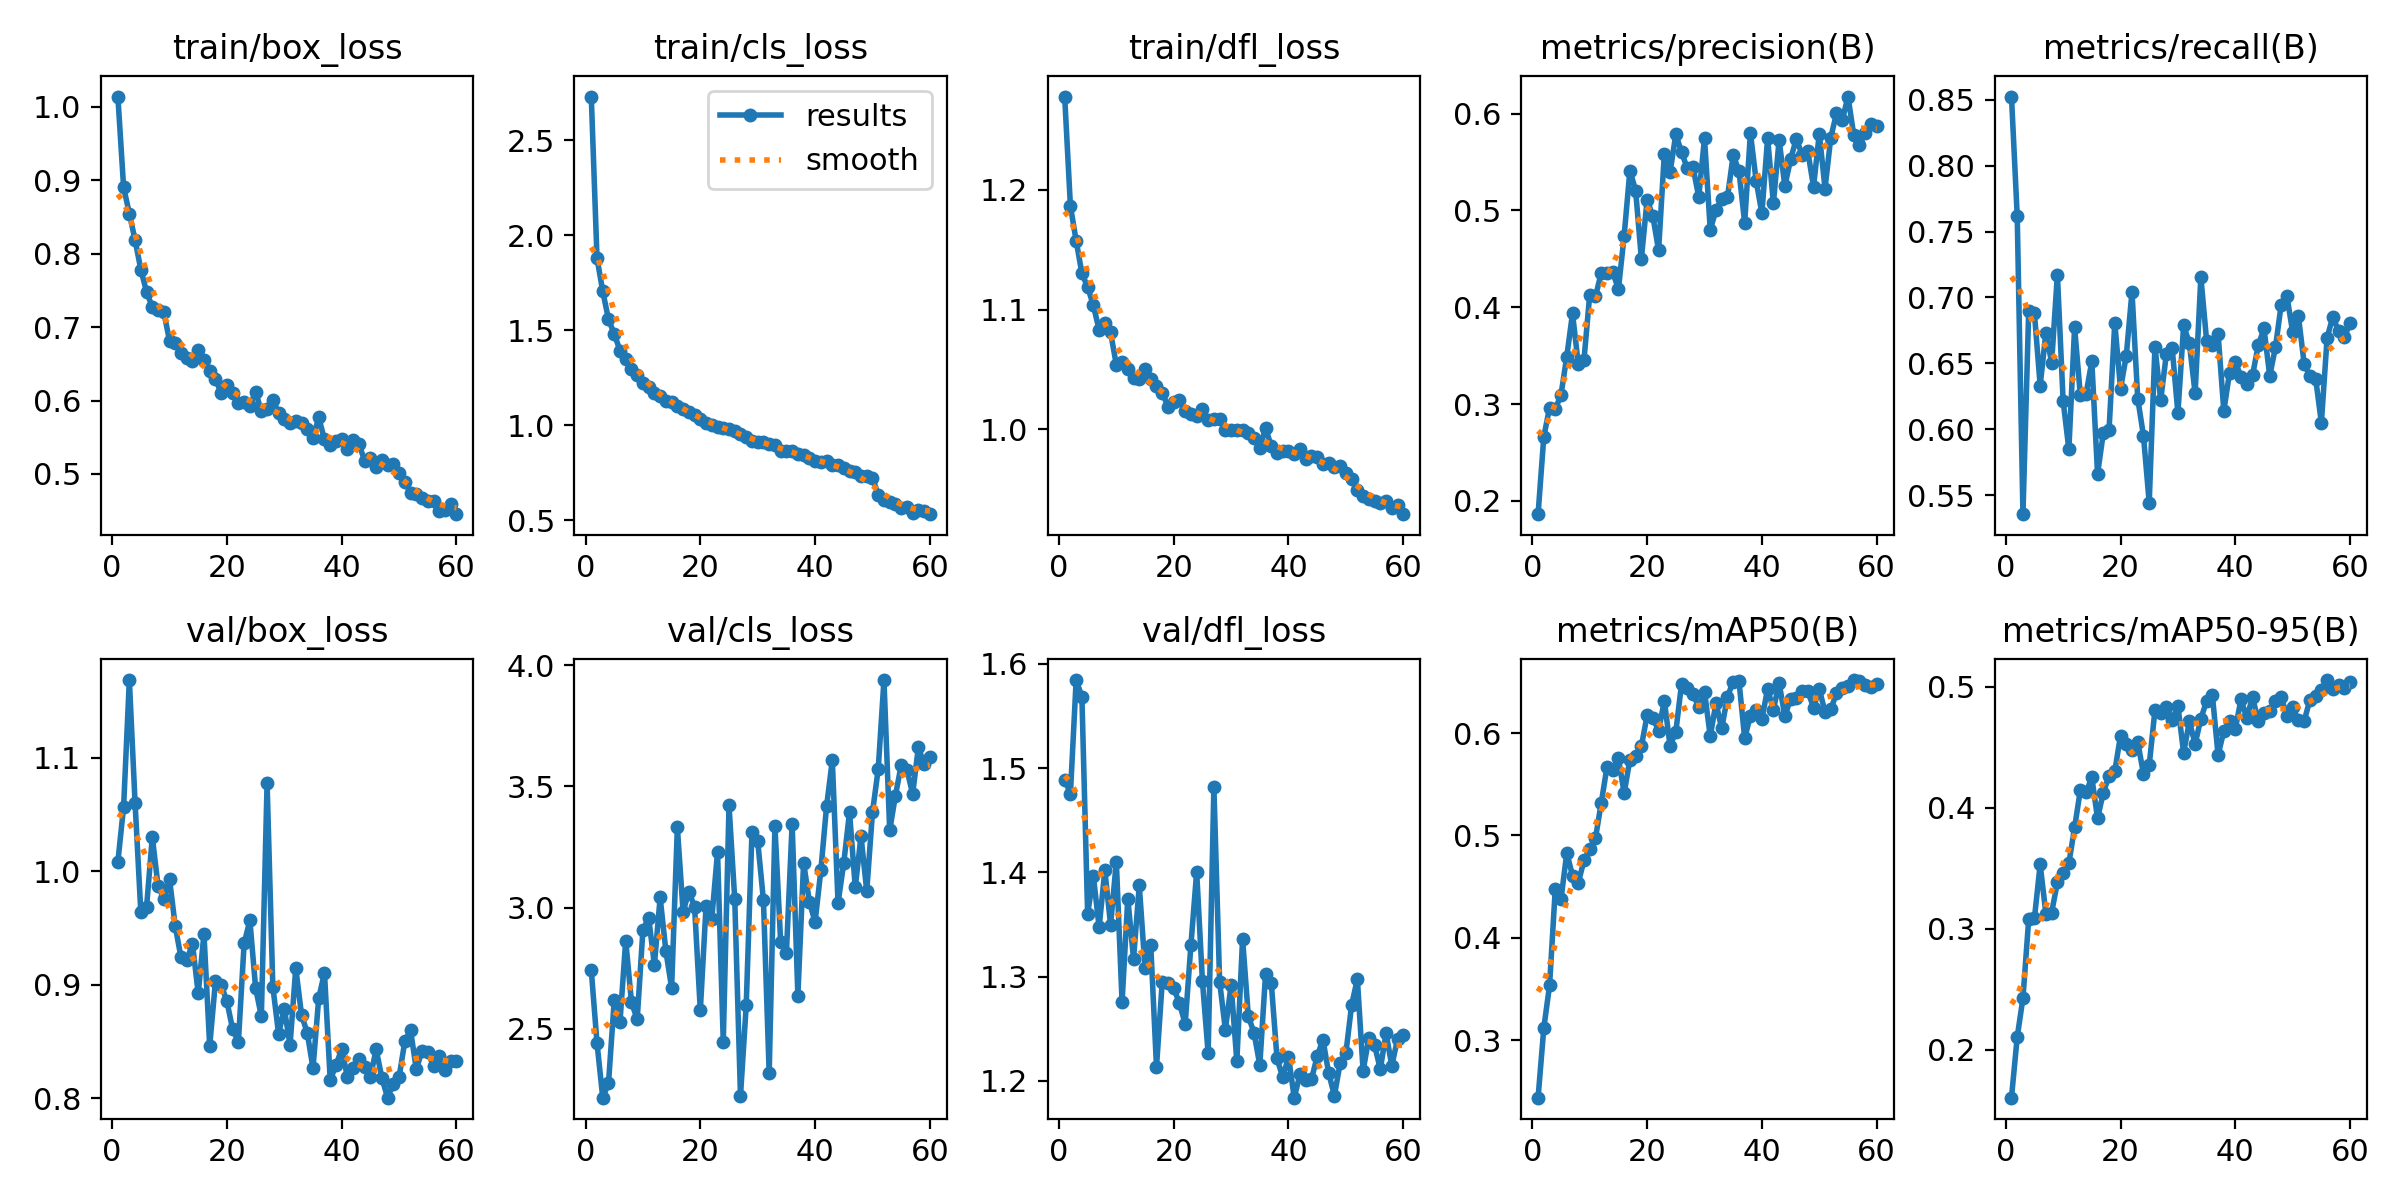 train/box_loss
train/cls_loss
train/dfl_loss
metrics/precision(B)
metrics/recall(B)
1.0
0.9
0.8
0.7
0.6
0.5
0 20 40 60
2.5
2.0
1.5
1.0
0.5
0 20 40 60
results
smooth
1.2
1.1
1.0
0 20 40 60
0.6
0.5
0.4
0.3
0.2
0 20 40 60
0.85
0.80
0.75
0.70
0.65
0.60
0.55
0 20 40 60
val/box_loss
val/cls_loss
val/dfl_loss
metrics/mAP50(B)
metrics/mAP50-95(B)
1.1
1.0
0.9
0.8
0 20 40 60
4.0
3.5
3.0
2.5
0 20 40 60
1.6
1.5
1.4
1.3
1.2
0 20 40 60
0.6
0.5
0.4
0.3
0 20 40 60
0.5
0.4
0.3
0.2
0 20 40 60